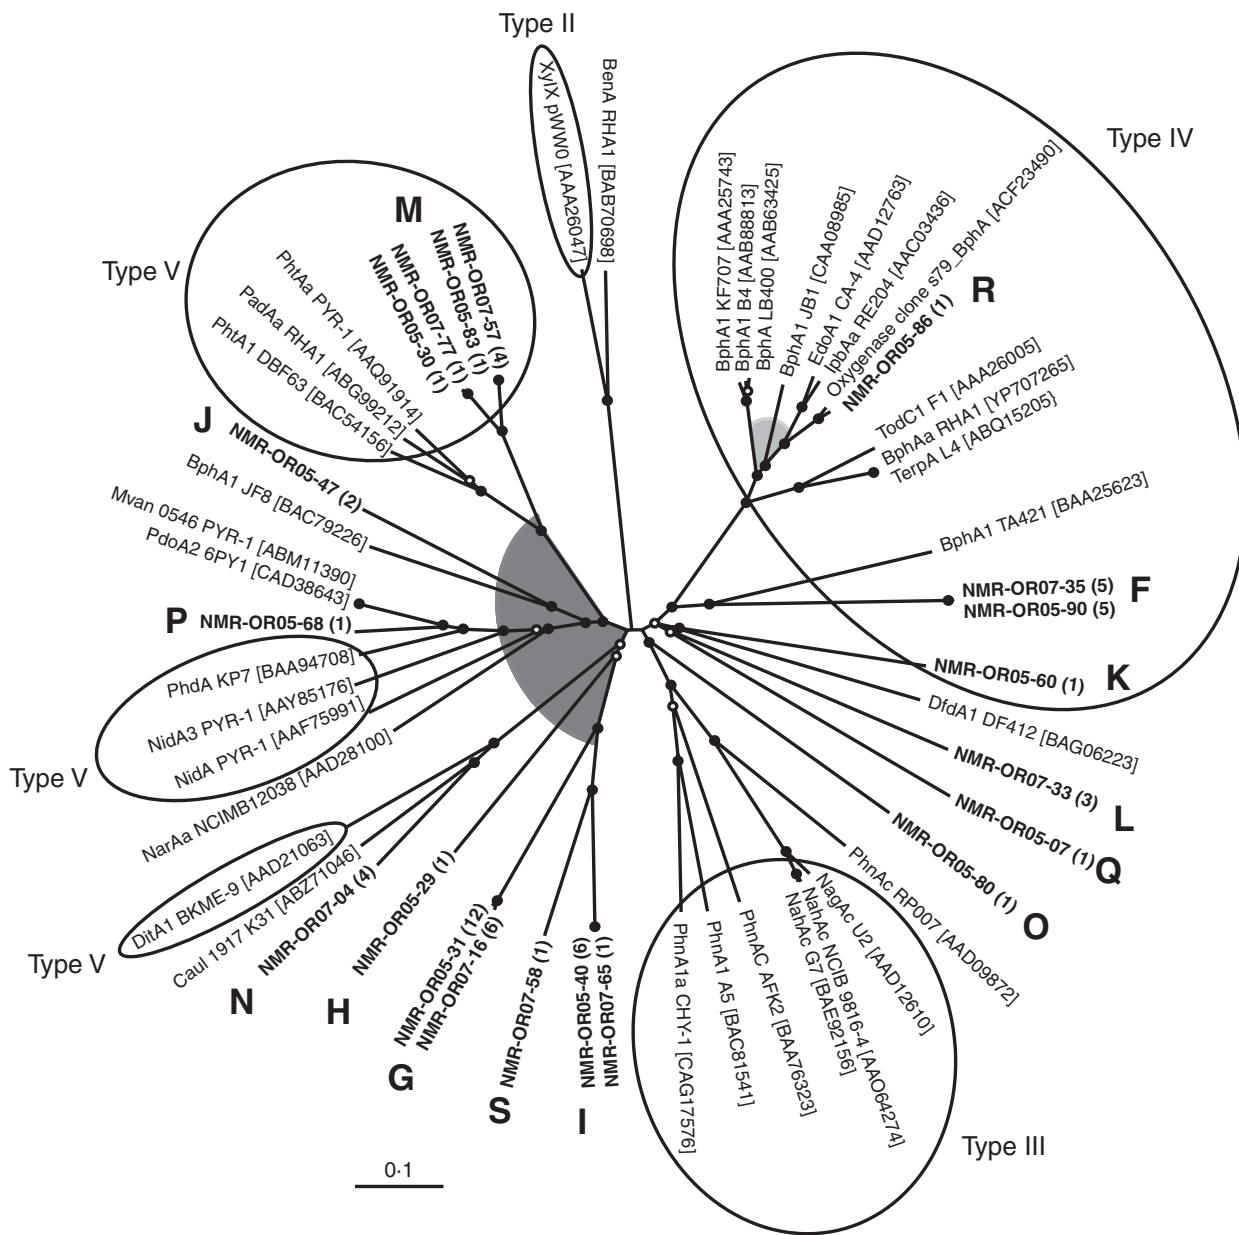 Type II
XylX pWW0 [AAA26047]
BenA RHA1 [BAB70698]
Type IV
BphA1 KF707 [AAA25743]
BphA1 B4 [AAB88813]
BphA LB400 [AAB63425]
BphA1 JB1 [CAA08985]
EdoA1 CA-4 [AAD12763]
IpbAa RE204 [AAC03436]
Oxygenase clone s79_BphA [ACF23490]
NMR-OR05-86 (1)
R
TodC1 F1 [AAA26005]
BphAa RHA1 [YP707265]
TerpA L4 [ABQ15205}
BphA1 TA421 [BAA25623]
NMR-OR07-35 (5)
NMR-OR05-90 (5)
F
NMR-OR05-60 (1)
K
DfdA1 DF412 [BAG06223]
NMR-OR07-33 (3)
L
NMR-OR05-07 (1)
Q
NMR-OR05-80 (1)
O
PhnAc RP007 [AAD09872]
NagAc U2 [AAD12610]
NahAc NCIB 9816-4 [AAO64274]
NahAc G7 [BAE92156]
PhnAC AFK2 [BAA76323]
PhnA1 A5 [BAC81541]
PhnA1a CHY-1 [CAG17576]
Type III
NMR-OR07-65 (1)
NMR-OR05-40 (6)
I
NMR-OR07-58 (1)
S
NMR-OR07-16 (6)
NMR-OR05-31 (12)
G
NMR-OR05-29 (1)
H
NMR-OR07-04 (4)
N
Caul 1917 K31 [ABZ71046]
DitA1 BKME-9 [AAD21063]
Type V
NarAa NCIMB12038 [AAD28100]
NidA PYR-1 [AAF75991]
NidA3 PYR-1 [AAY85176]
PhdA KP7 [BAA94708]
Type V
NMR-OR05-68 (1)
P
PdoA2 6PY1 [CAD38643]
Mvan 0546 PYR-1 [ABM11390]
BphA1 JF8 [BAC79226]
NMR-OR05-47 (2)
J
PhtA1 DBF63 [BAC54156]
PadAa RHA1 [ABG99212]
PhtAa PYR-1 [AAQ91914]
Type V
NMR-OR05-30 (1)
NMR-OR07-77 (1)
NMR-OR05-83 (1)
NMR-OR07-57 (4)
M
0·1